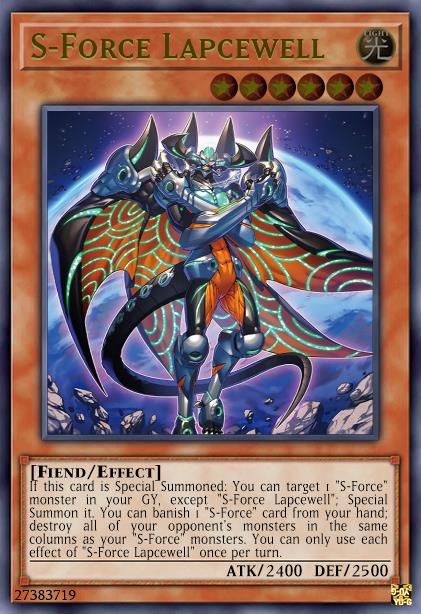 S-Force Lapcewell
LIGHT
光
[Fiend/Effect]
If this card is Special Summoned: You can target 1 "S-Force"
monster in your GY, except "S-Force Lapcewell"; Special
Summon it. You can banish 1 "S-Force" card from your hand;
destroy all of your opponent's monsters in the same
columns as your "S-Force" monsters. You can only use each
effect of "S-Force Lapcewell" once per turn.
ATK/2400 DEF/2500
27383719